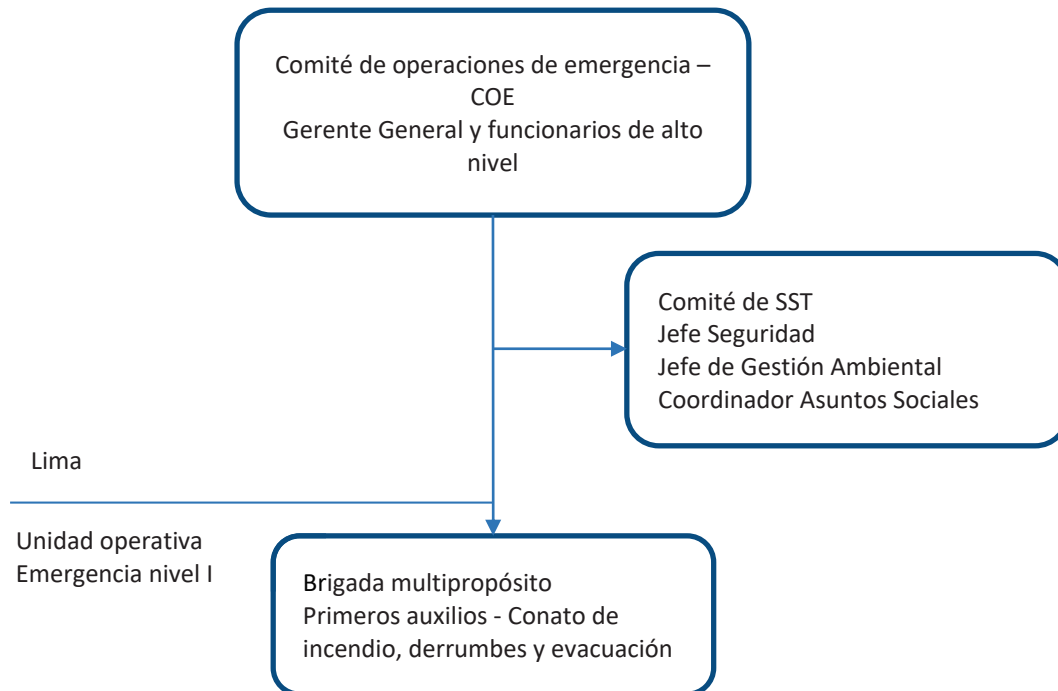 Comité de operaciones de emergencia –
COE
Gerente General y funcionarios de alto
nivel
Comité de SST
Jefe Seguridad
Jefe de Gestión Ambiental
Coordinador Asuntos Sociales
Lima
Unidad operativa
Emergencia nivel I
Brigada multipropósito
Primeros auxilios - Conato de
incendio, derrumbes y evacuación